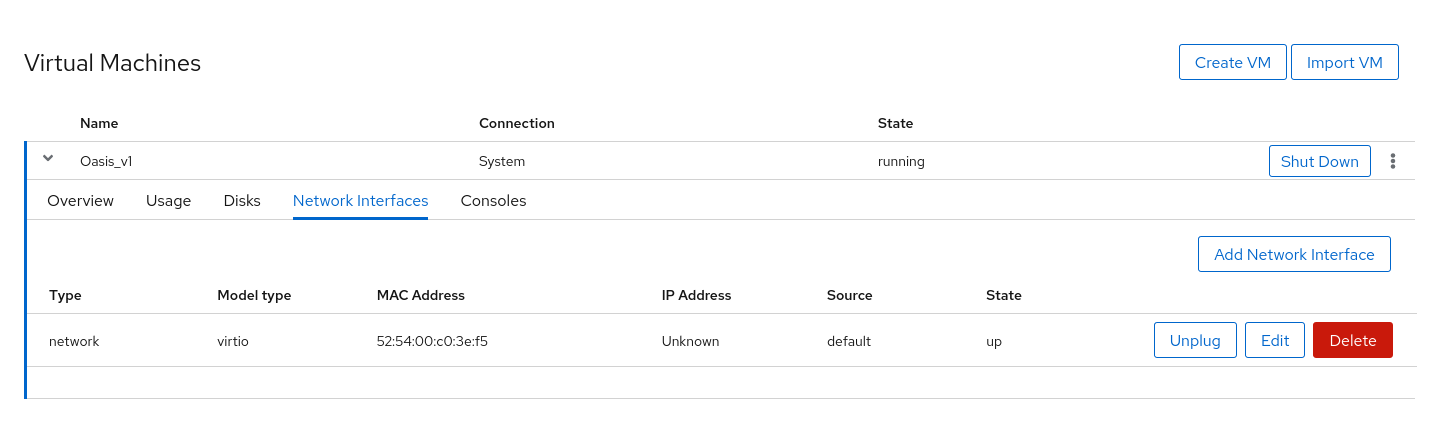 Virtual Machines Create VM Import VM
Name Connection State
Oasis_v1 System running Shut Down
Overview Usage Disks Network Interfaces Consoles
Add Network Interface
Type Model type MAC Address IP Address Source State
network virtio 52:54:00:c0:3e:f5 Unknown default up Unplug Edit Delete